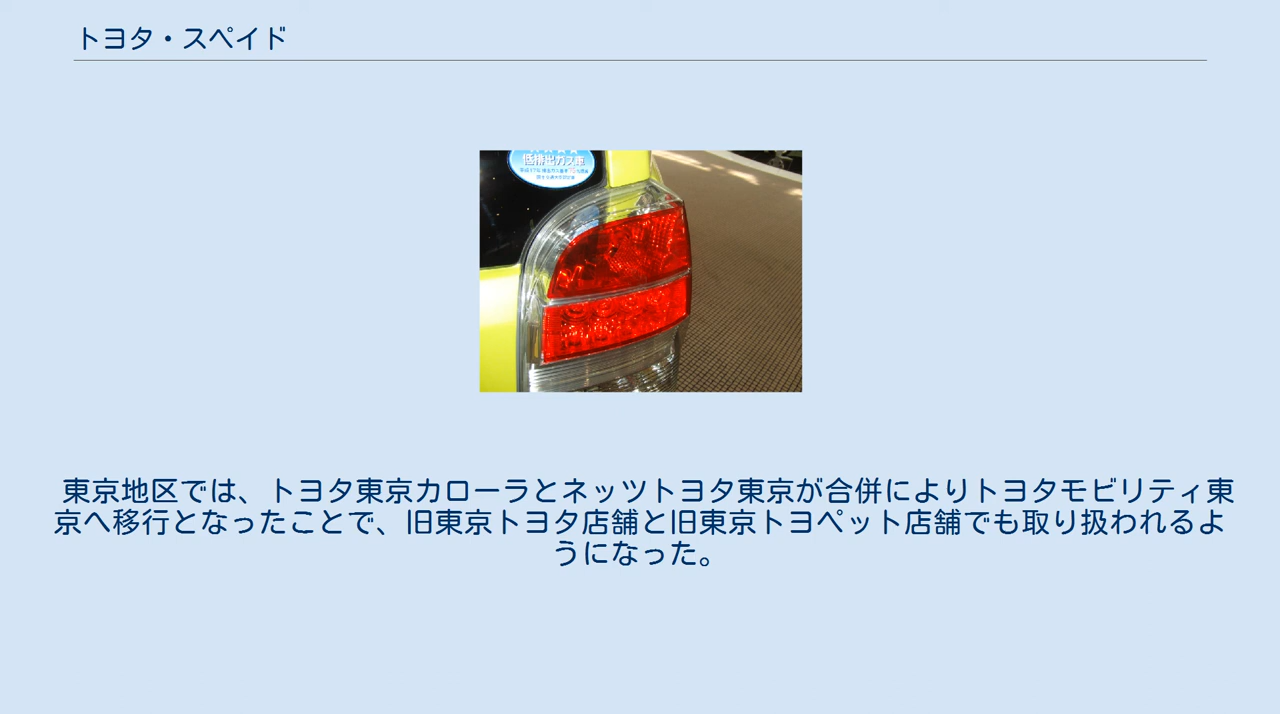 トヨタ・スペイド
低排出ガス車
東京地区では、トヨタ東京カローラとネッツトヨタ東京が合併によりトヨタモビリティ東
京へ移行となったことで、旧東京トヨタ店舗と旧東京トヨペット店舗でも取り扱われるよ
うになった。